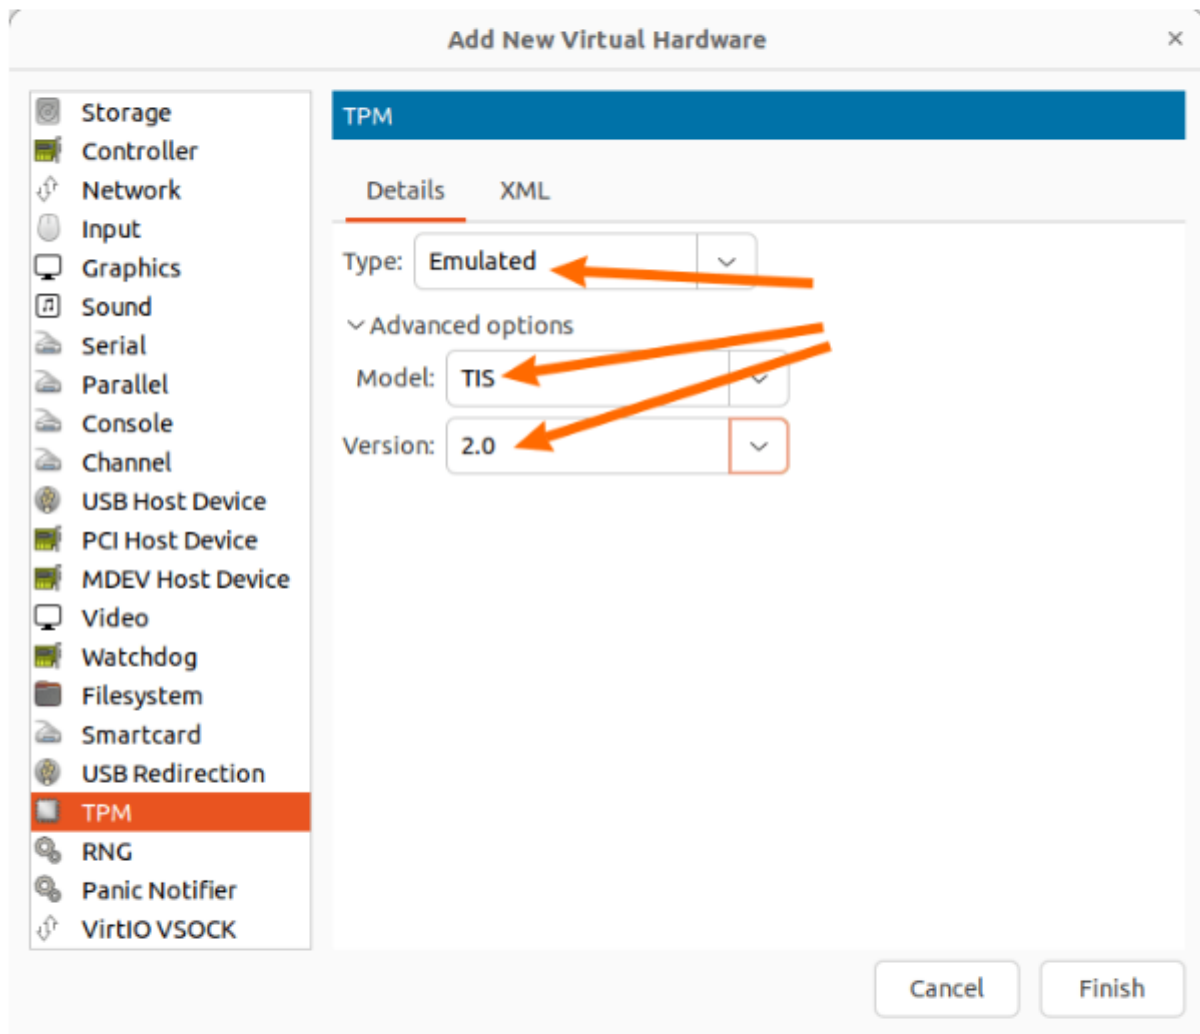 Add New Virtual Hardware
Storage
Controller
Network
Input
Graphics
Sound
Serial
Parallel
Console
Channel
USB Host Device
PCI Host Device
MDEV Host Device
Video
Watchdog
Filesystem
Smartcard
USB Redirection
TPM
RNG
Panic Notifier
VirtIO VSOCK
TPM
Details XML
Type: Emulated
Advanced options
Model: TIS
Version: 2.0
Cancel Finish